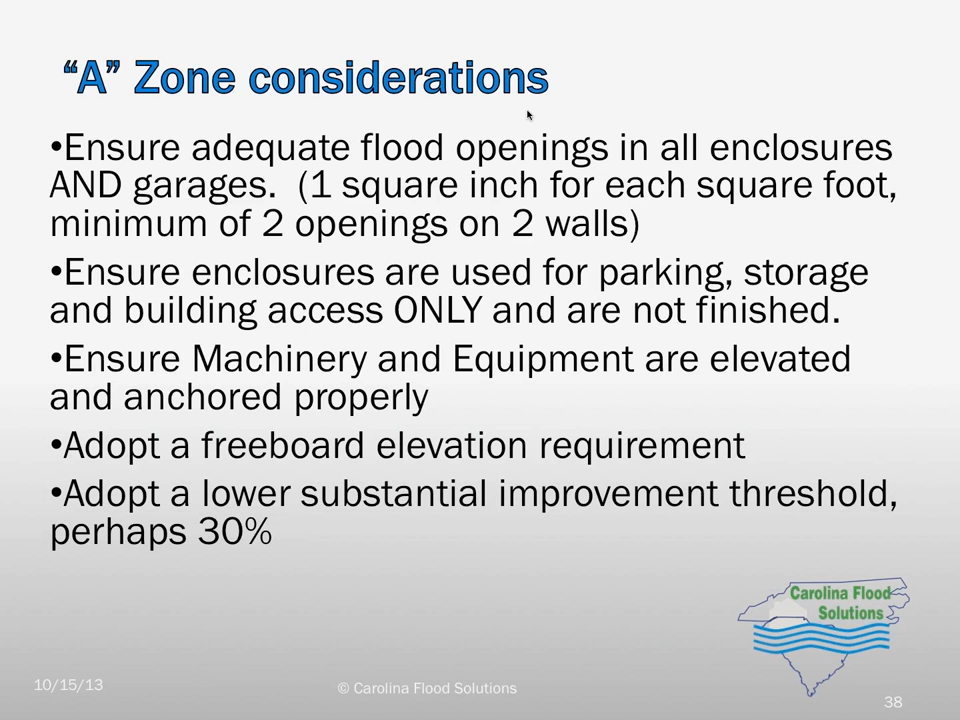 “A” Zone considerations
•Ensure adequate flood openings in all enclosures
AND garages.  (1 square inch for each square foot,
minimum of 2 openings on 2 walls)
•Ensure enclosures are used for parking, storage
and building access ONLY and are not finished.
•Ensure Machinery and Equipment are elevated
and anchored properly
•Adopt a freeboard elevation requirement
•Adopt a lower substantial improvement threshold,
perhaps 30%
Carolina Flood
Solutions
10/15/13
© Carolina Flood Solutions
38